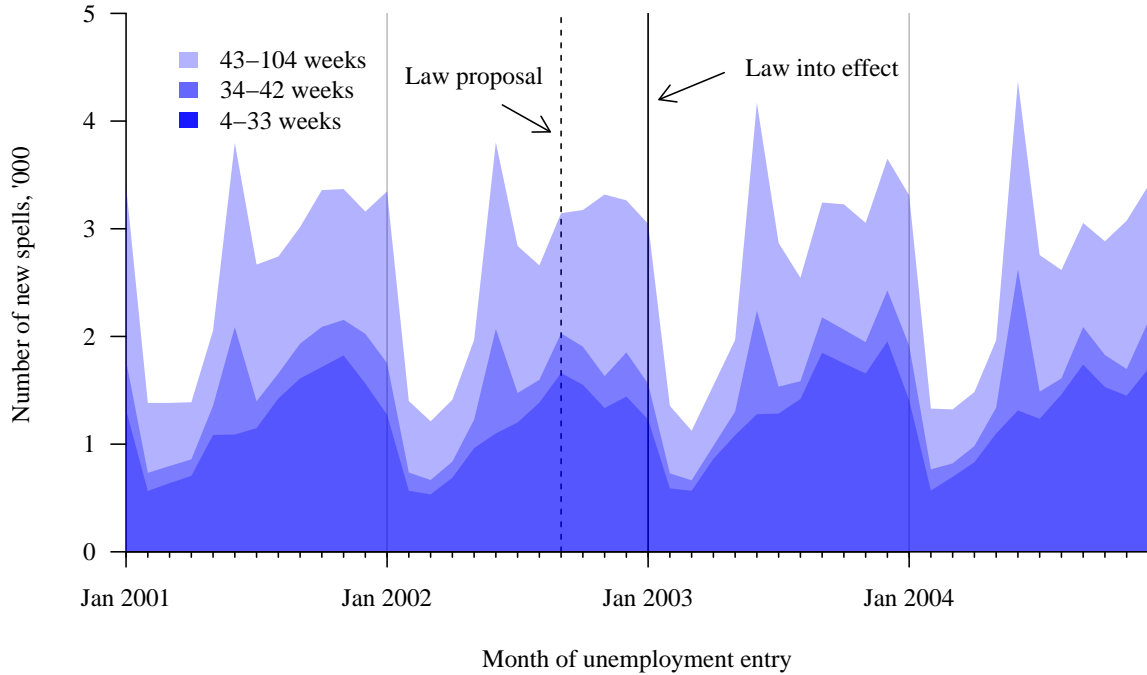 5
4
3
2
1
0
Number of new spells, '000
43–104 weeks
34–42 weeks
4–33 weeks
Law proposal
Law into effect
Jan 2001
Jan 2002
Jan 2003
Jan 2004
Month of unemployment entry